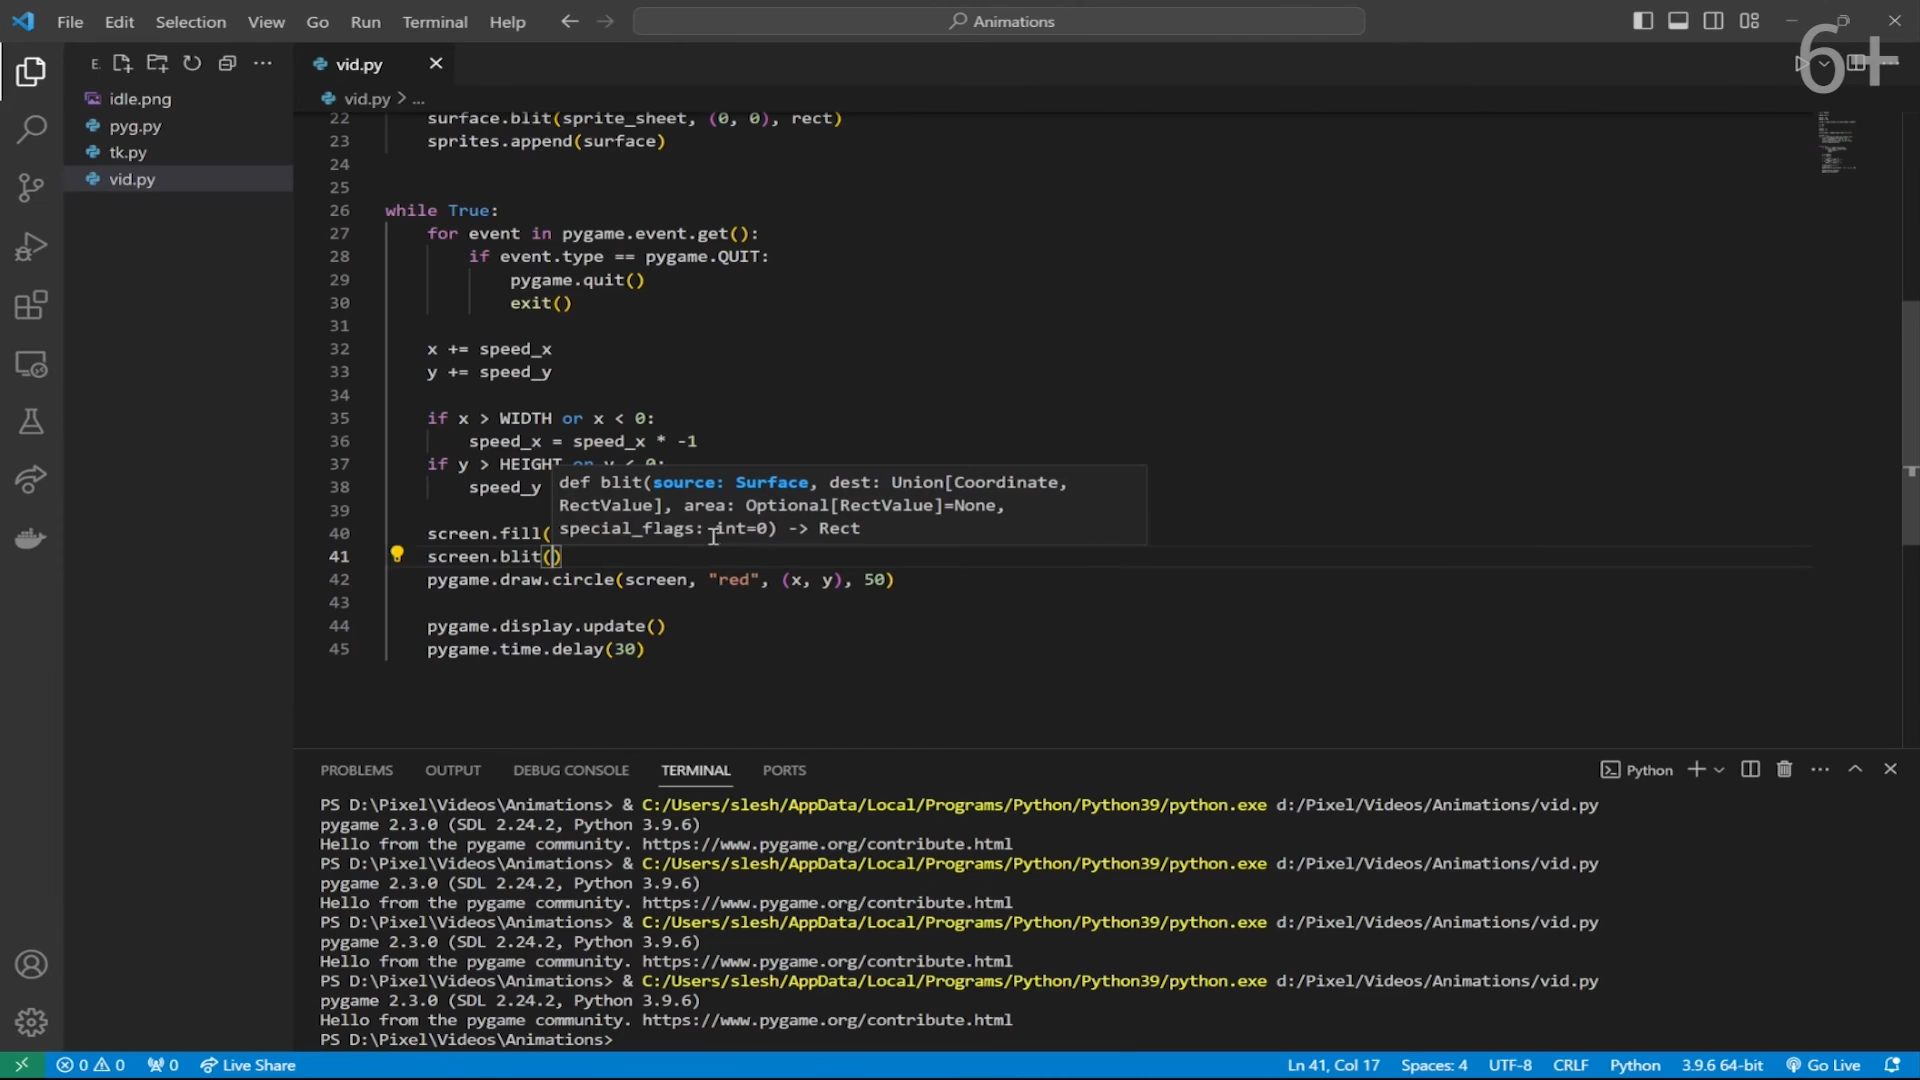 File Edit Selection View Go Run Terminal Help
Animations
6+
E.
idle.png
pyg.py
tk.py
vid.py
vid.py
vid.py > ...
22 surface.blit(sprite_sheet, (0, 0), rect)
23 sprites.append(surface)
24
25
26 while True:
27 for event in pygame.event.get():
28 if event.type == pygame.QUIT:
29 pygame.quit()
30 exit()
31
32 x += speed_x
33 y += speed_y
34
35 if x > WIDTH or x < 0:
36 speed_x = speed_x * -1
37 if y > HEIGHT or y < 0:
38 speed_y
def blit(source: Surface, dest: Union[Coordinate,
RectValue], area: Optional[RectValue]=None,
special_flags: int=0) -> Rect
39
40 screen.fill(
41 screen.blit()
42 pygame.draw.circle(screen, "red", (x, y), 50)
43
44 pygame.display.update()
45 pygame.time.delay(30)
PROBLEMS OUTPUT DEBUG CONSOLE TERMINAL PORTS
Python
PS D:\Pixel\Videos\Animations> & C:/Users/slesh/AppData/Local/Programs/Python/Python39/python.exe d:/Pixel/Videos/Animations/vid.py
pygame 2.3.0 (SDL 2.24.2, Python 3.9.6)
Hello from the pygame community. https://www.pygame.org/contribute.html
PS D:\Pixel\Videos\Animations> & C:/Users/slesh/AppData/Local/Programs/Python/Python39/python.exe d:/Pixel/Videos/Animations/vid.py
pygame 2.3.0 (SDL 2.24.2, Python 3.9.6)
Hello from the pygame community. https://www.pygame.org/contribute.html
PS D:\Pixel\Videos\Animations> & C:/Users/slesh/AppData/Local/Programs/Python/Python39/python.exe d:/Pixel/Videos/Animations/vid.py
pygame 2.3.0 (SDL 2.24.2, Python 3.9.6)
Hello from the pygame community. https://www.pygame.org/contribute.html
PS D:\Pixel\Videos\Animations> & C:/Users/slesh/AppData/Local/Programs/Python/Python39/python.exe d:/Pixel/Videos/Animations/vid.py
pygame 2.3.0 (SDL 2.24.2, Python 3.9.6)
Hello from the pygame community. https://www.pygame.org/contribute.html
PS D:\Pixel\Videos\Animations>
0 0 0 Live Share Ln 41, Col 17 Spaces: 4 UTF-8 CRLF Python 3.9.6 64-bit Go Live